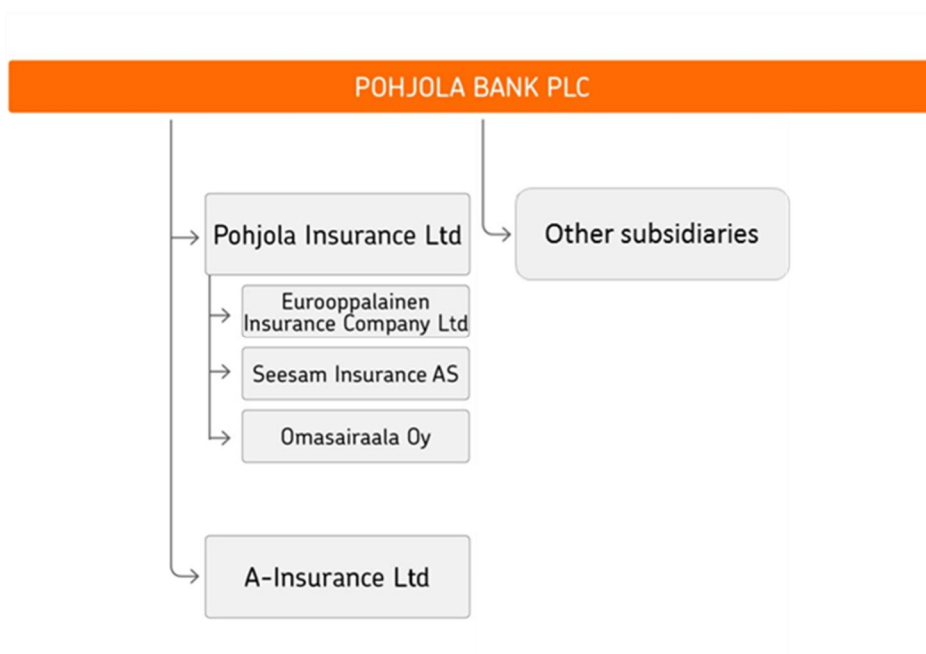 POHJOLA BANK PLC
Pohjola Insurance Ltd
Other subsidiaries
Eurooppalainen
Insurance Company Ltd
Seesam Insurance AS
Omasairaala Oy
A-Insurance Ltd